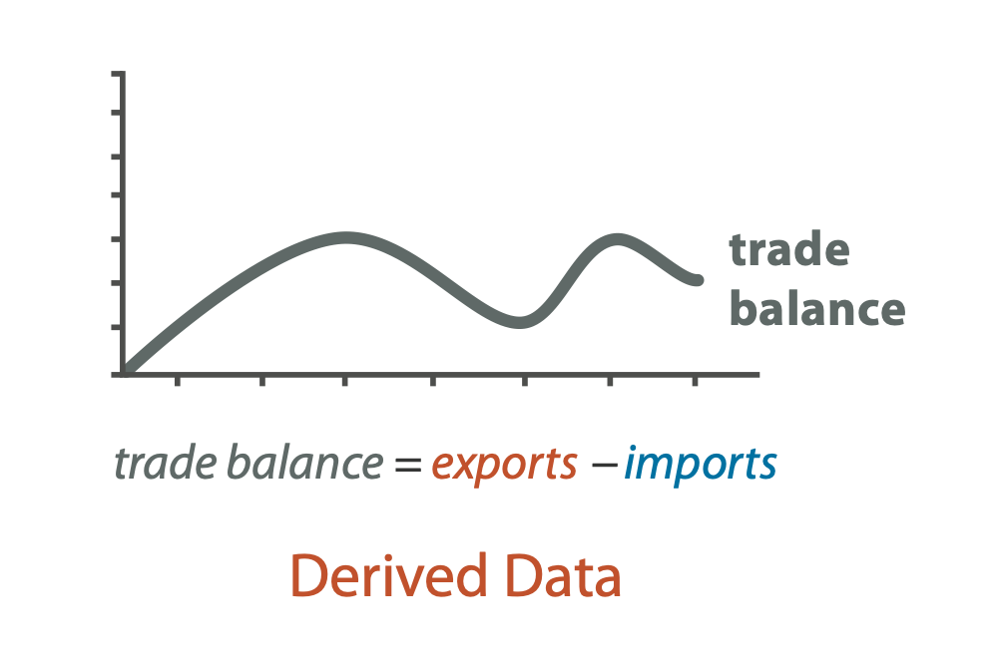 trade
balance
trade balance = exports – imports
Derived Data